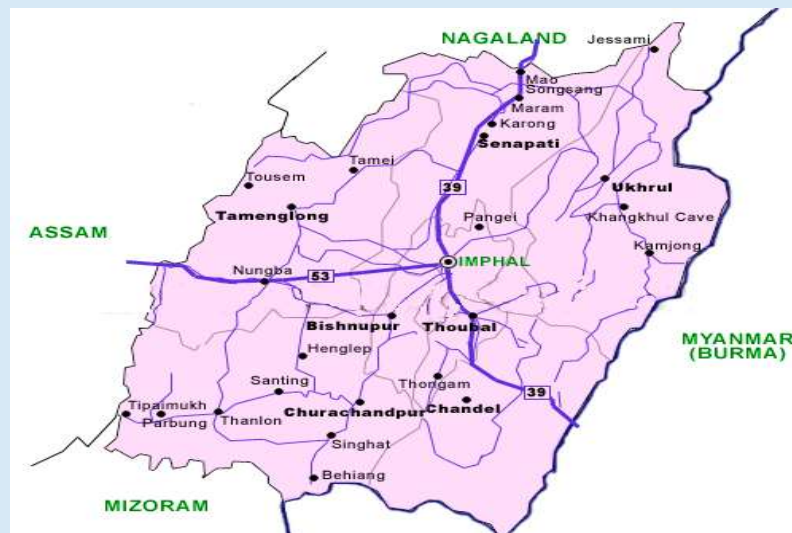 NAGALAND
Jessami
Mao
Songsang
Maram
Karong
Senapati
Tamei
Tousem
39
Ukhrul
Tamenglong
Khangkhul Cave
Pangei
ASSAM
Kamjong
IMPHAL
Nungba
53
Bishnupur
Thoubal
MYANMAR
(BURMA)
Henglep
Santing
Thongam
39
Chandel
Churachandpur
Tipaimukh
Parbung
Thanlon
Singhat
Behiang
MIZORAM